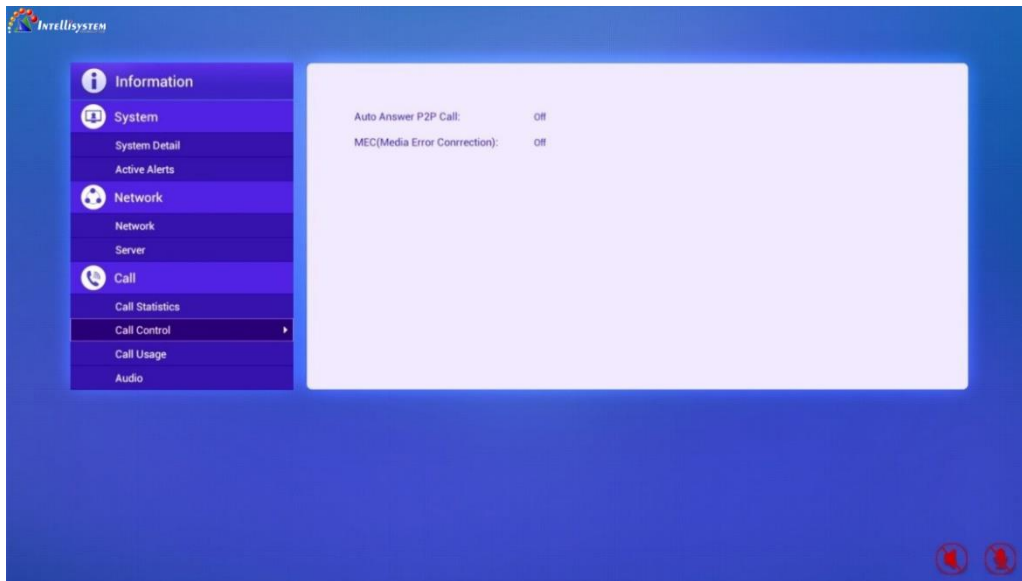 INTELLISYSTEM
Information
System
System Detail
Active Alerts
Network
Network
Server
Call
Call Statistics
Call Control
Call Usage
Audio
Auto Answer P2P Call: Off
MEC(Media Error Conrrection): Off